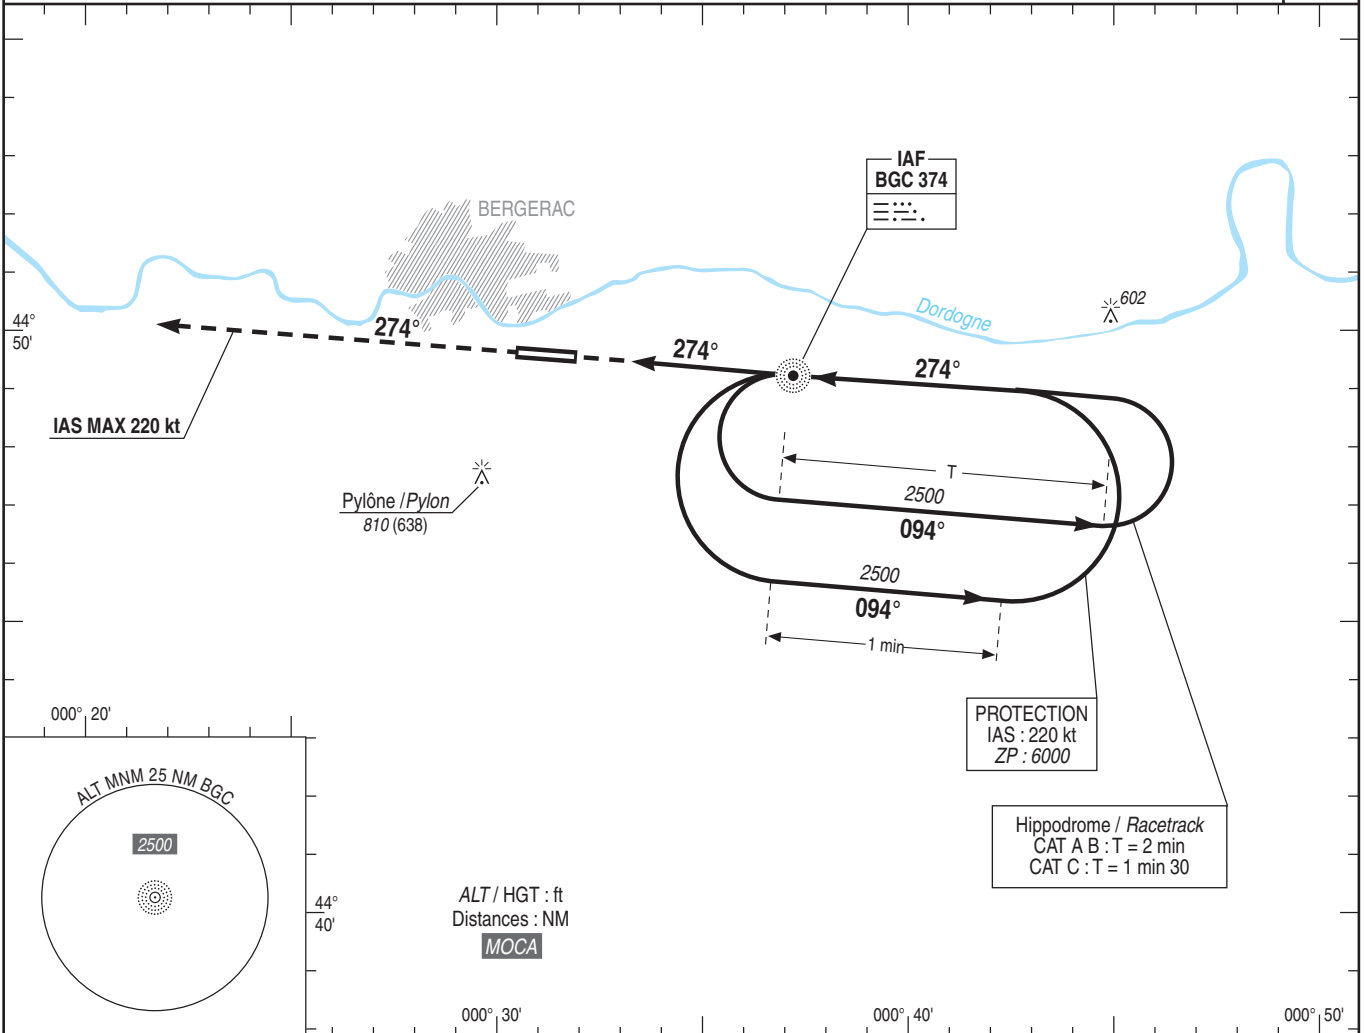 IAF
BGC 374
BERGERAC
602
Dordogne
44°
50'
274°
274°
274°
IAS MAX 220 kt
T
2500
094°
Pylône / Pylon
810 (638)
2500
094°
1 min
PROTECTION
IAS : 220 kt
ZP : 6000
000° 20'
ALT MNM 25 NM BGC
2500
Hippodrome / Racetrack
CAT A B : T = 2 min
CAT C : T = 1 min 30
ALT / HGT : ft
Distances : NM
MOCA
44°
40'
000° 30'
000° 40'
000° 50'